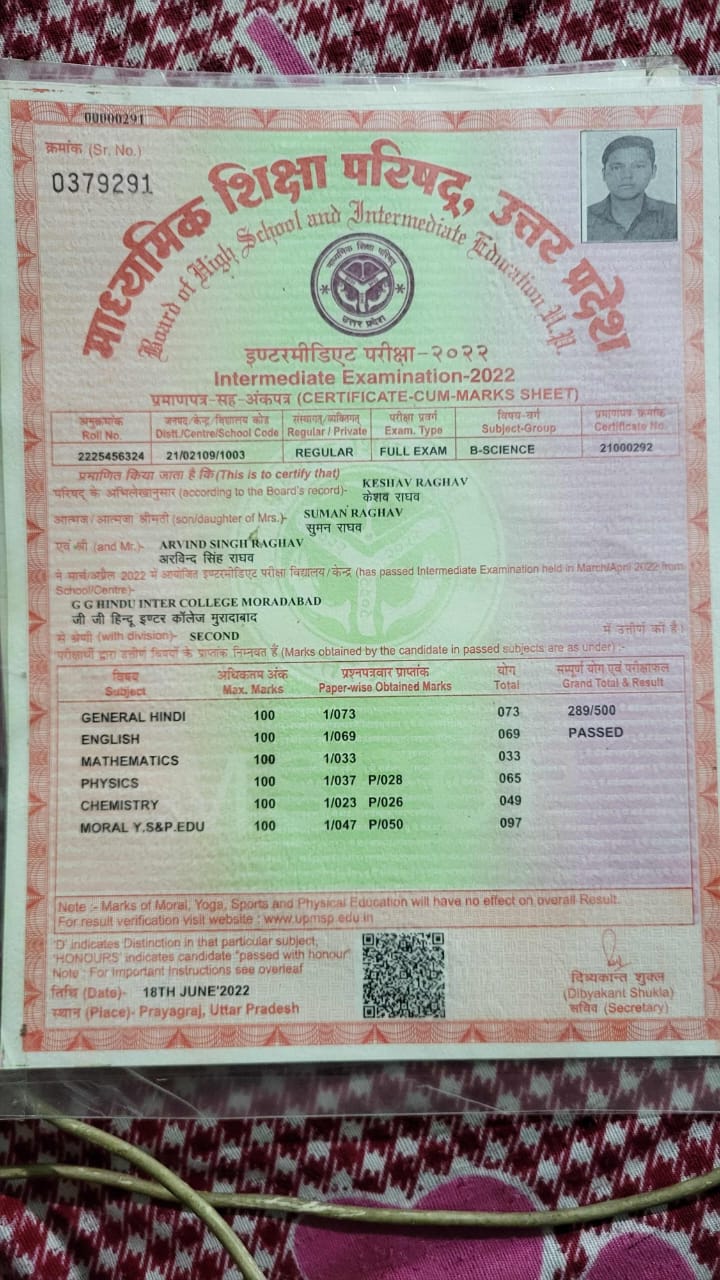 00000291
क्रमांक (Sr. No.)
0379291
माध्यमिक शिक्षा परिषद्, उत्तर प्रदेश
Board of High School and Intermediate Education U.P.
माध्यमिक शिक्षा परिषद्
उत्तर प्रदेश
इण्टरमीडिएट परीक्षा-२०२२
Intermediate Examination-2022
प्रमाणपत्र-सह-अंकपत्र (CERTIFICATE-CUM-MARKS SHEET)
अनुक्रमांक जनपद/केन्द्र/विद्यालय कोड संस्थागत/व्यक्तिगत परीक्षा प्रवर्ग विषय-वर्ग प्रमाणपत्र क्रमांक
Roll No. Distt./Centre/School Code Regular / Private Exam. Type Subject-Group Certificate No.
2225456324 21/02109/1003 REGULAR FULL EXAM B-SCIENCE 21000292
प्रमाणित किया जाता है कि (This is to certify that)
परिषद् के अभिलेखानुसार (according to the Board's record)- KESHAV RAGHAV
केशव राघव
आत्मज/आत्मजा श्रीमती (son/daughter of Mrs.)- SUMAN RAGHAV
सुमन राघव
एवं श्री (and Mr.)- ARVIND SINGH RAGHAV
अरविन्द सिंह राघव
ने मार्च/अप्रैल 2022 में आयोजित इण्टरमीडिएट परीक्षा विद्यालय/केन्द्र (has passed Intermediate Examination held in March/April 2022 from
School/Centre)-
G G HINDU INTER COLLEGE MORADABAD
जी जी हिन्दू इण्टर कॉलेज मुरादाबाद
में श्रेणी (with division)- SECOND में उत्तीर्ण की है।
परीक्षार्थी द्वारा उत्तीर्ण विषयों के प्राप्तांक निम्नवत हैं (Marks obtained by the candidate in passed subjects are as under) :-
विषय अधिकतम अंक प्रश्नपत्रवार प्राप्तांक योग सम्पूर्ण योग एवं परीक्षाफल
Subject Max. Marks Paper-wise Obtained Marks Total Grand Total & Result
GENERAL HINDI 100 1/073 073 289/500
ENGLISH 100 1/069 069 PASSED
MATHEMATICS 100 1/033 033
PHYSICS 100 1/037 P/028 065
CHEMISTRY 100 1/023 P/026 049
MORAL Y.S&P.EDU 100 1/047 P/050 097
Note :- Marks of Moral, Yoga, Sports and Physical Education will have no effect on overall Result.
For result verification visit website : www.upmsp.edu.in
'D' indicates Distinction in that particular subject,
'HONOURS' indicates candidate "passed with honour"
Note : For Important Instructions see overleaf
तिथि (Date)- 18TH JUNE'2022
स्थान (Place)- Prayagraj, Uttar Pradesh
दिव्यकान्त शुक्ल
(Dibyakant Shukla)
सचिव (Secretary)